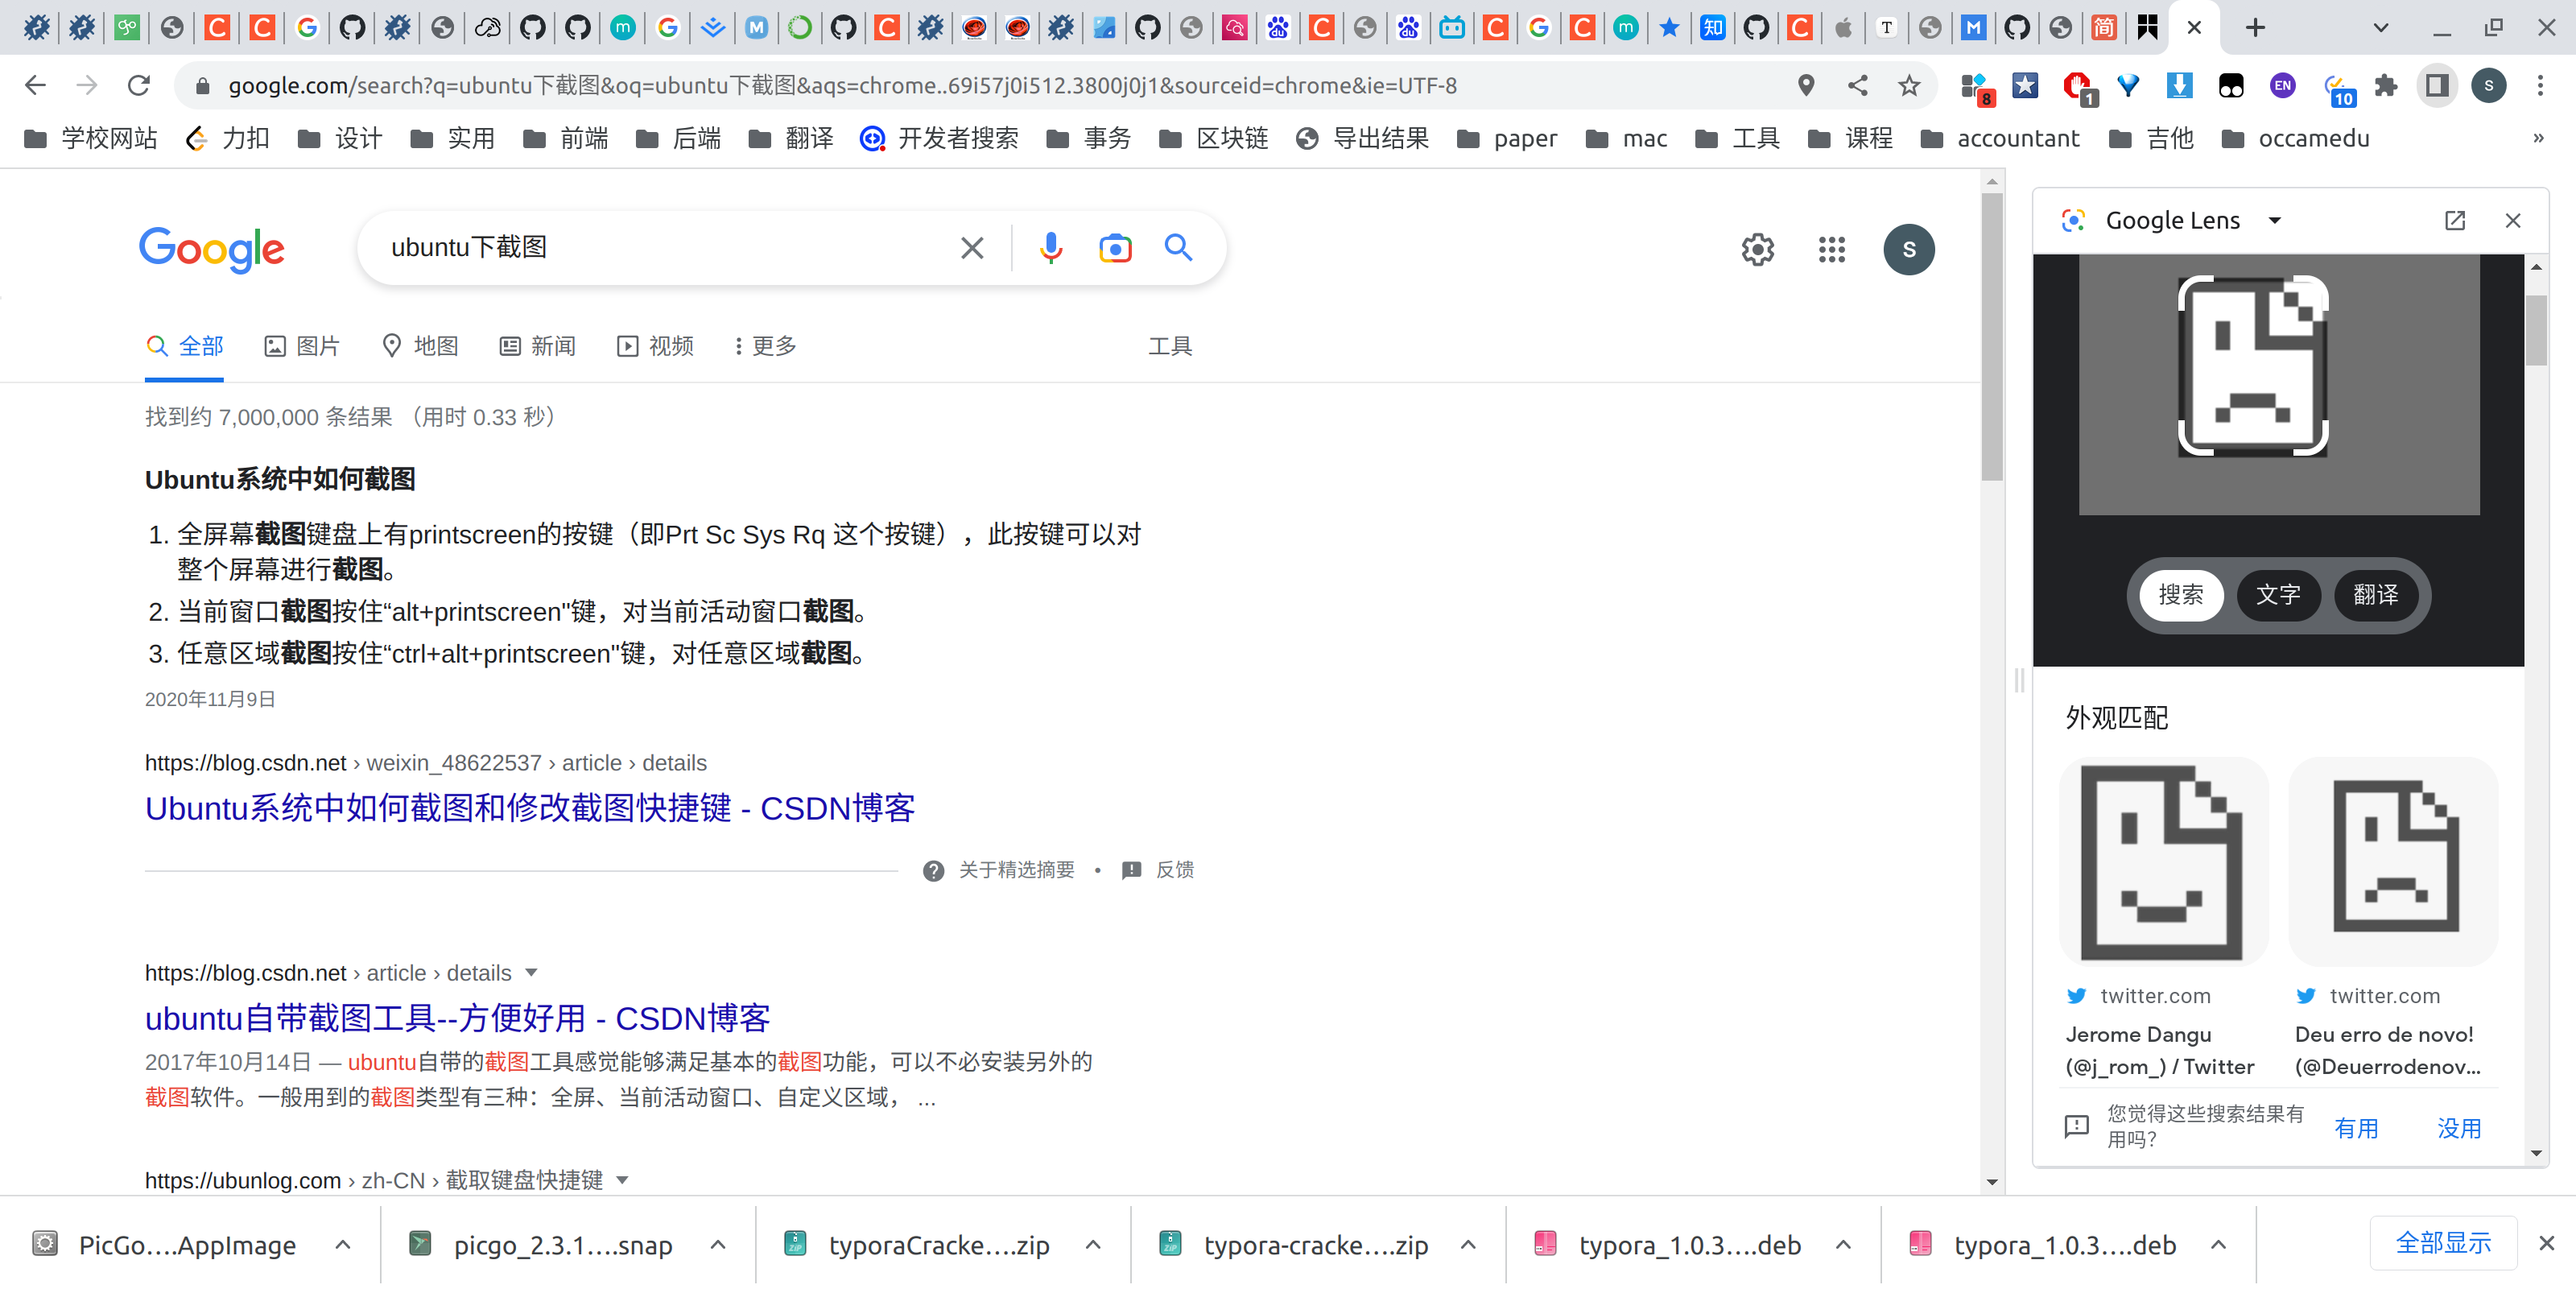 google.com/search?q=ubuntu下截图&oq=ubuntu下截图&aqs=chrome..69i57j0i512.3800j0j1&sourceid=chrome&ie=UTF-8
8 1 EN 10 S
学校网站 力扣 设计 实用 前端 后端 翻译 开发者搜索 事务 区块链 导出结果 paper mac 工具 课程 accountant 吉他 occamedu »
Google ubuntu下截图 S
全部 图片 地图 新闻 视频 更多 工具
找到约 7,000,000 条结果 （用时 0.33 秒）
Ubuntu系统中如何截图
1. 全屏幕截图键盘上有printscreen的按键（即Prt Sc Sys Rq 这个按键），此按键可以对
整个屏幕进行截图。
2. 当前窗口截图按住“alt+printscreen"键，对当前活动窗口截图。
3. 任意区域截图按住“ctrl+alt+printscreen"键，对任意区域截图。
2020年11月9日
https://blog.csdn.net › weixin_48622537 › article › details
Ubuntu系统中如何截图和修改截图快捷键 - CSDN博客
关于精选摘要 • 反馈
https://blog.csdn.net › article › details
ubuntu自带截图工具--方便好用 - CSDN博客
2017年10月14日 — ubuntu自带的截图工具感觉能够满足基本的截图功能，可以不必安装另外的
截图软件。一般用到的截图类型有三种：全屏、当前活动窗口、自定义区域， ...
https://ubunlog.com › zh-CN › 截取键盘快捷键
Google Lens
搜索 文字 翻译
外观匹配
twitter.com
Jerome Dangu
(@j_rom_) / Twitter
twitter.com
Deu erro de novo!
(@Deuerrodenov...
您觉得这些搜索结果有
用吗？
有用 没用
PicGo....AppImage picgo_2.3.1....snap typoraCracke....zip typora-cracke....zip typora_1.0.3....deb typora_1.0.3....deb 全部显示